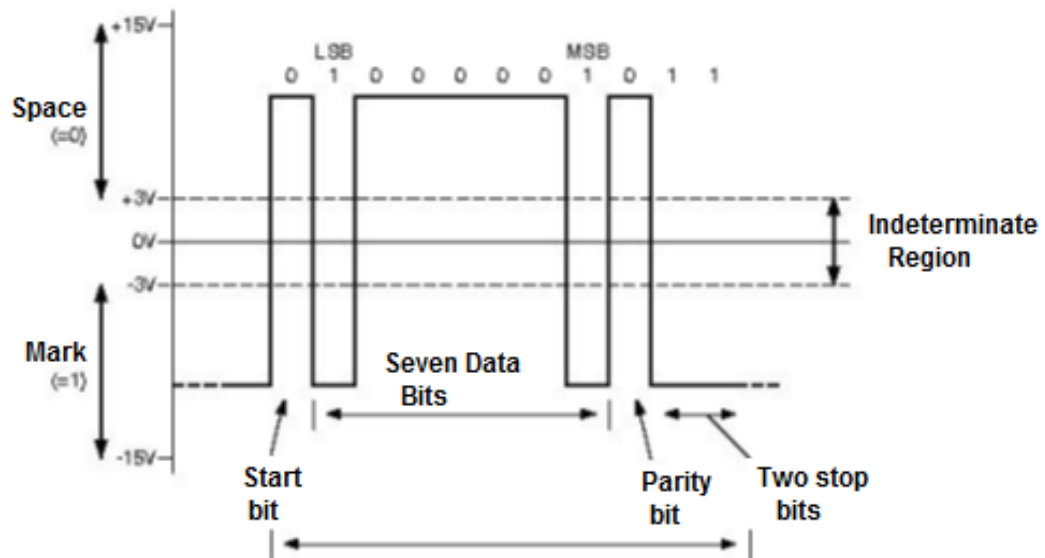 +15V
LSB MSB
0 1 0 0 0 0 0 1 0 1 1
Space
(=0)
+3V
0V
-3V
Indeterminate
Region
Mark
(=1)
Seven Data
Bits
-15V
Start
bit
Parity
bit
Two stop
bits